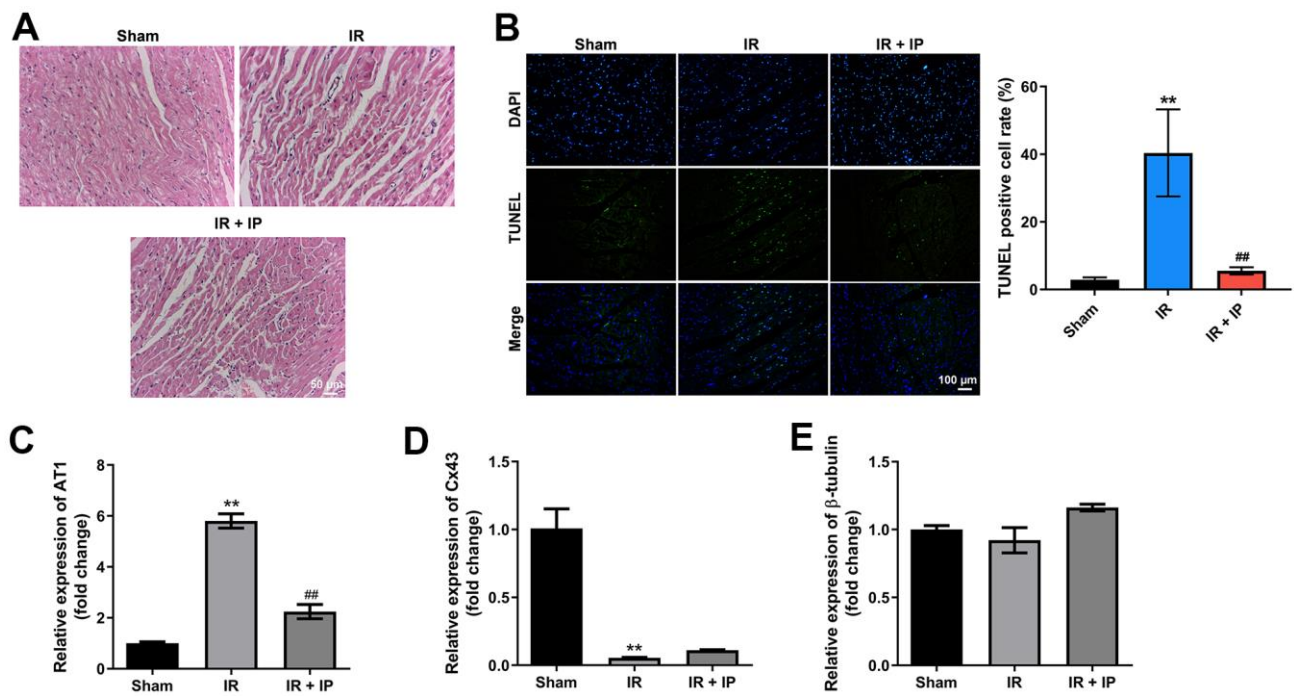 A
Sham
IR
IR + IP
50 μm
B
Sham
IR
IR + IP
DAPI
TUNEL
Merge
100 μm
TUNEL positive cell rate (%)
60
40
20
0
**
##
Sham
IR
IR + IP
C
Relative expression of AT1
(fold change)
8
6
4
2
0
**
##
Sham
IR
IR + IP
D
Relative expression of Cx43
(fold change)
1.5
1.0
0.5
0.0
**
Sham
IR
IR + IP
E
Relative expression of β-tubulin
(fold change)
1.5
1.0
0.5
0.0
Sham
IR
IR + IP